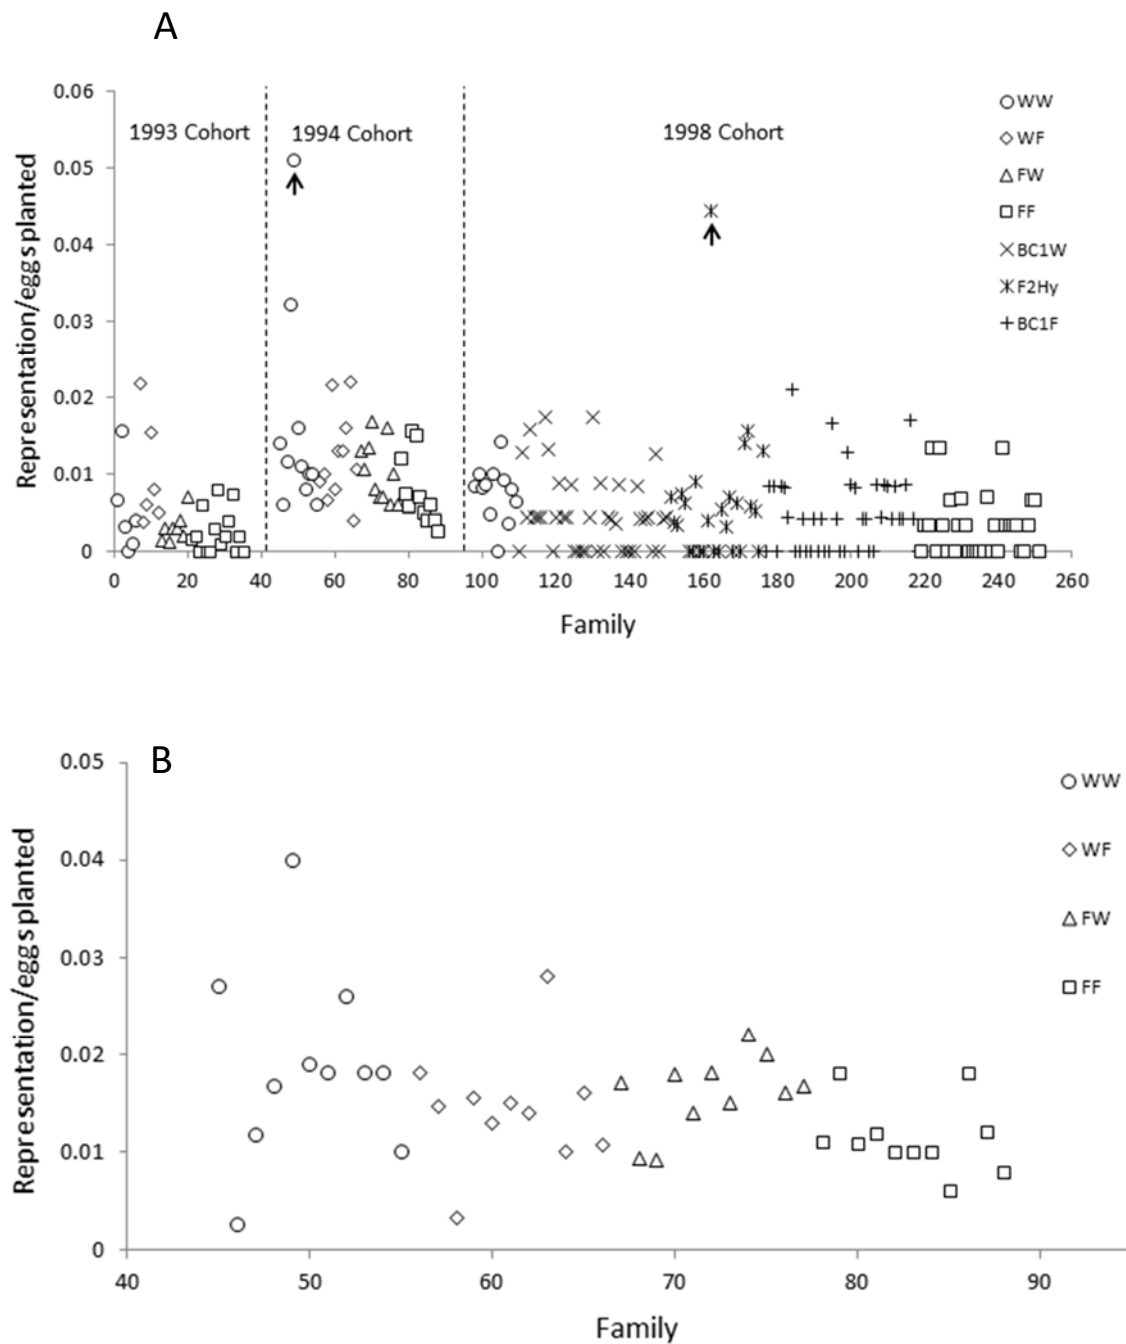 A
Representation/eggs planted
0.06
0.05
0.04
0.03
0.02
0.01
0
1993 Cohort
1994 Cohort
1998 Cohort
WW
WF
FW
FF
BC1W
F2Hy
BC1F
0 20 40 60 80 100 120 140 160 180 200 220 240 260
Family
B
Representation/eggs planted
0.05
0.04
0.03
0.02
0.01
0
WW
WF
FW
FF
40 50 60 70 80 90
Family